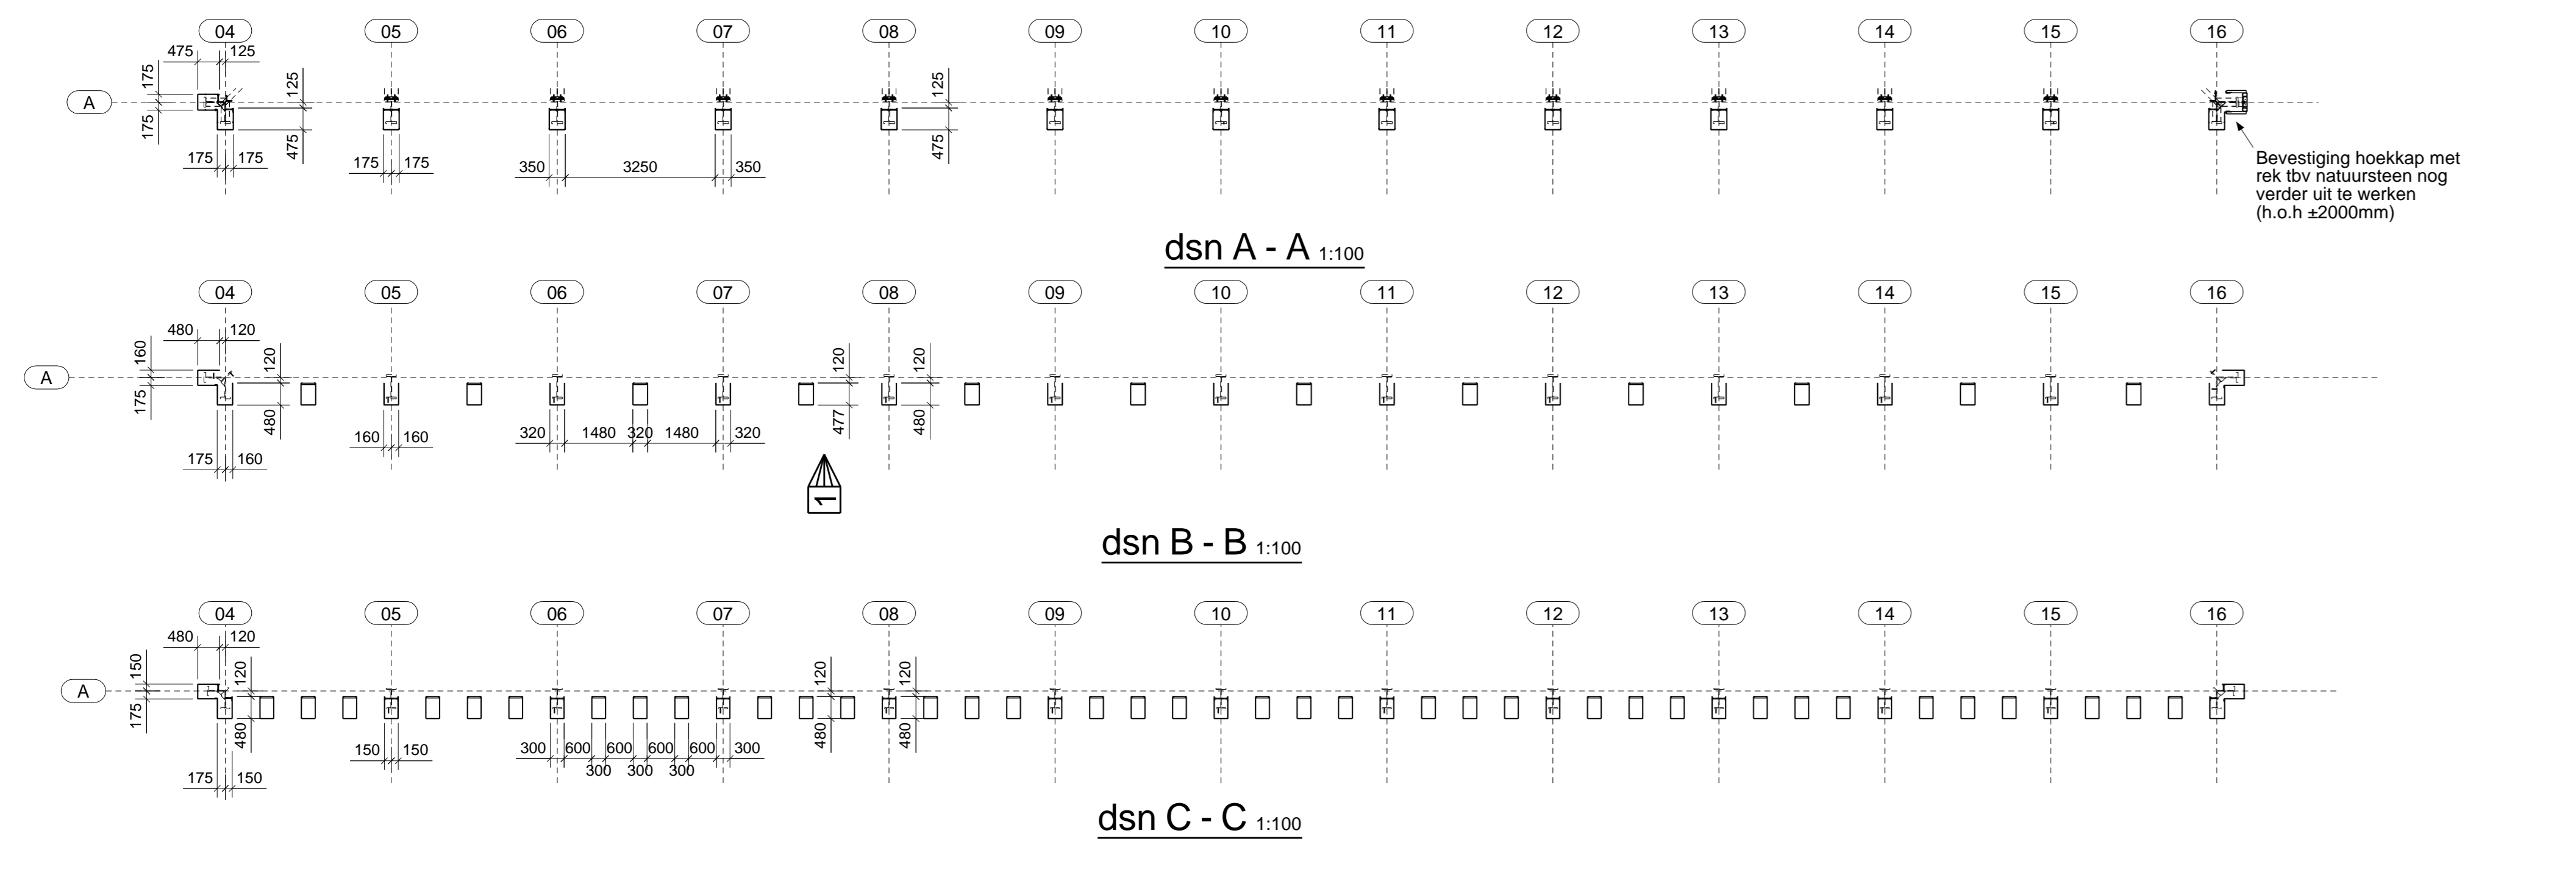 04 05 06 07 08 09 10 11 12 13 14 15 16
475 125
175
125
125
A
175
475
475
175 175
175 175
350 3250 350
Bevestiging hoekkap met
rek tbv natuursteen nog
verder uit te werken
(h.o.h ±2000mm)
dsn A - A 1:100
04 05 06 07 08 09 10 11 12 13 14 15 16
480 120
160
120
120
120
A
175
480
477
480
160 160
320 1480 320 1480 320
175 160
1
dsn B - B 1:100
04 05 06 07 08 09 10 11 12 13 14 15 16
480 120
150
120
120
120
A
175
480
480
480
150 150
300 600 600 600 600 300
300 300 300
175 150
dsn C - C 1:100